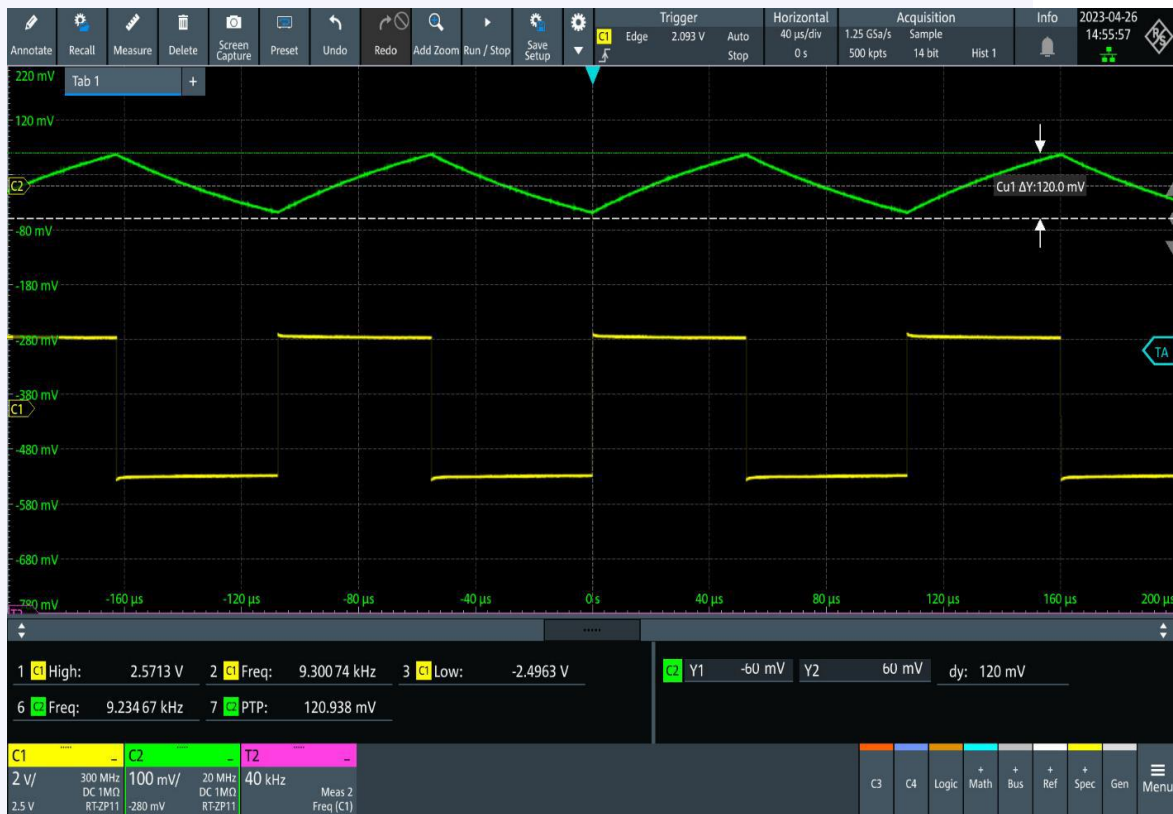 Annotate Recall Measure Delete Screen Capture Preset Undo Redo Add Zoom Run / Stop Save Setup
Trigger
C1 Edge 2.093 V Auto
Stop
Horizontal
40 µs/div
0 s
Acquisition
1.25 GSa/s Sample
500 kpts 14 bit Hist 1
Info
2023-04-26
14:55:57
R&S
220 mV
Tab 1 +
120 mV
C2
Cu1 ΔY:120.0 mV
-80 mV
-180 mV
-280 mV
TA
-380 mV
C1
-480 mV
-580 mV
-680 mV
-780 mV -160 µs -120 µs -80 µs -40 µs 0 s 40 µs 80 µs 120 µs 160 µs 200 µs
1 C1 High: 2.5713 V 2 C1 Freq: 9.300 74 kHz 3 C1 Low: -2.4963 V
6 C2 Freq: 9.234 67 kHz 7 C2 PTP: 120.938 mV
C2 Y1 -60 mV Y2 60 mV dy: 120 mV
C1
2 V/ 300 MHz
DC 1MΩ
2.5 V RT-ZP11
C2
100 mV/ 20 MHz
DC 1MΩ
-280 mV RT-ZP11
T2
40 kHz
Meas 2
Freq (C1)
C3 C4 Logic + Math + Bus + Ref + Spec Gen Menu